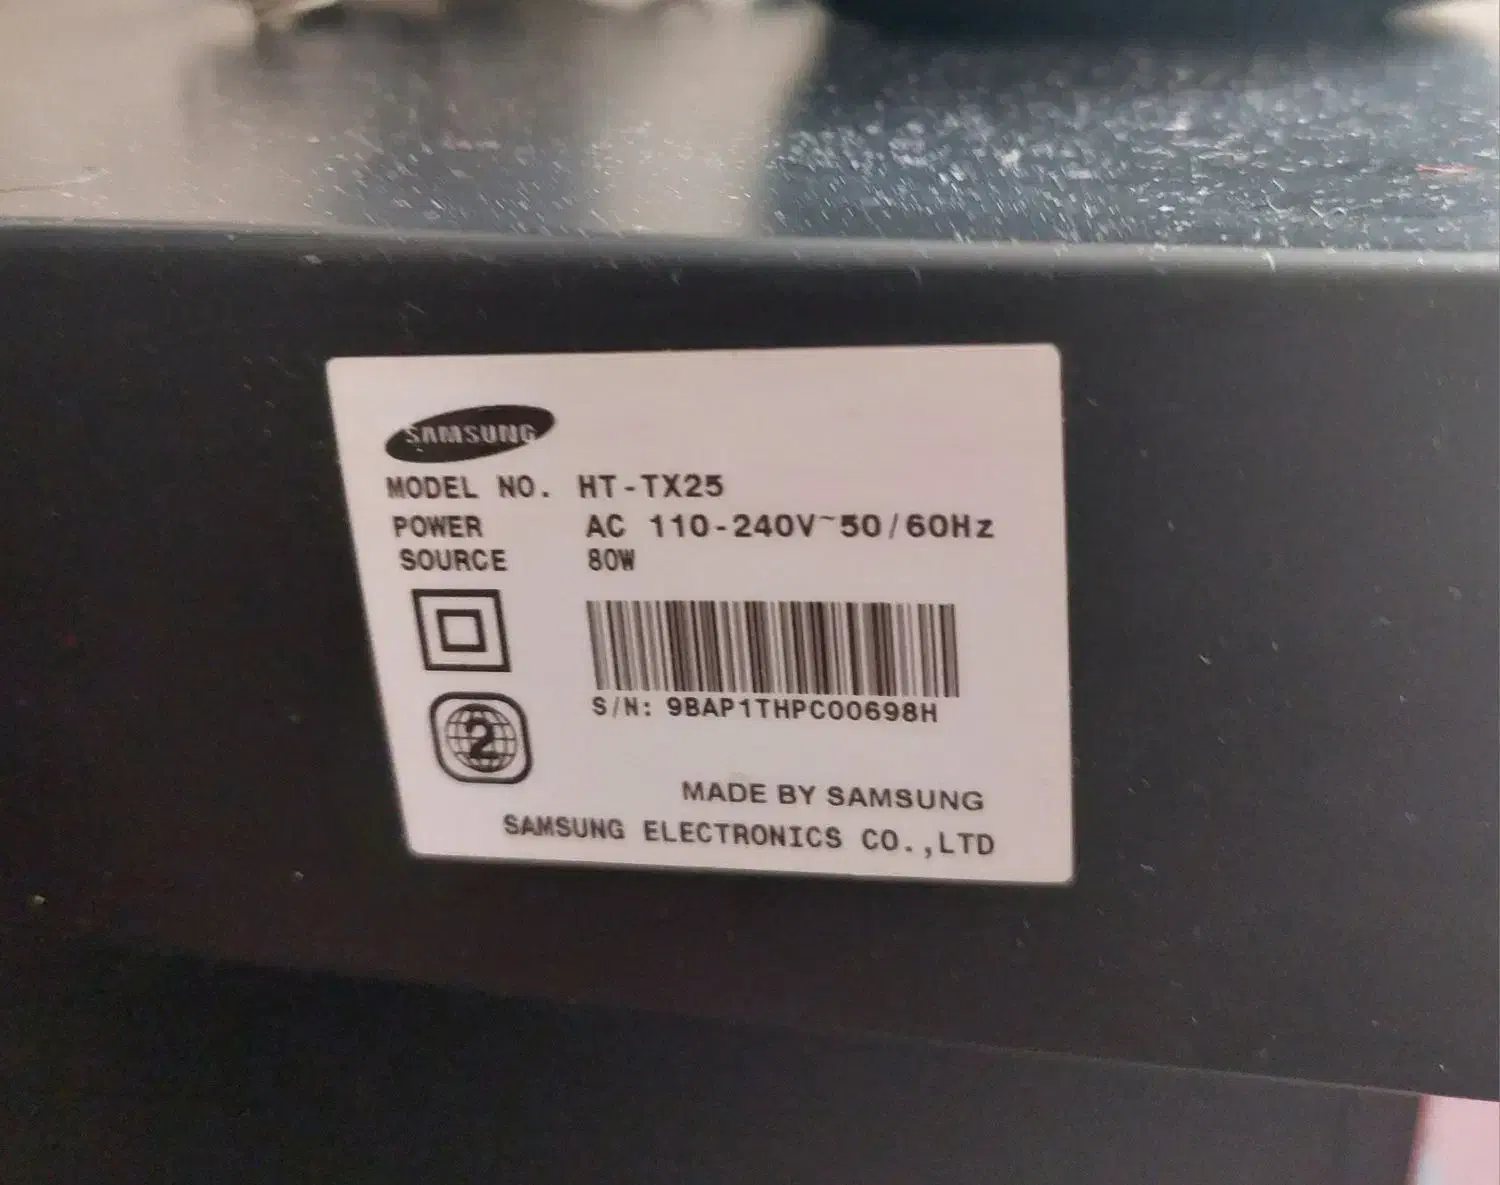 SAMSUNG
MODEL NO. HT-TX25
POWER AC 110-240V~50/60Hz
SOURCE 80W
2
S/N: 9BAP1THPC00698H
MADE BY SAMSUNG
SAMSUNG ELECTRONICS CO.,LTD